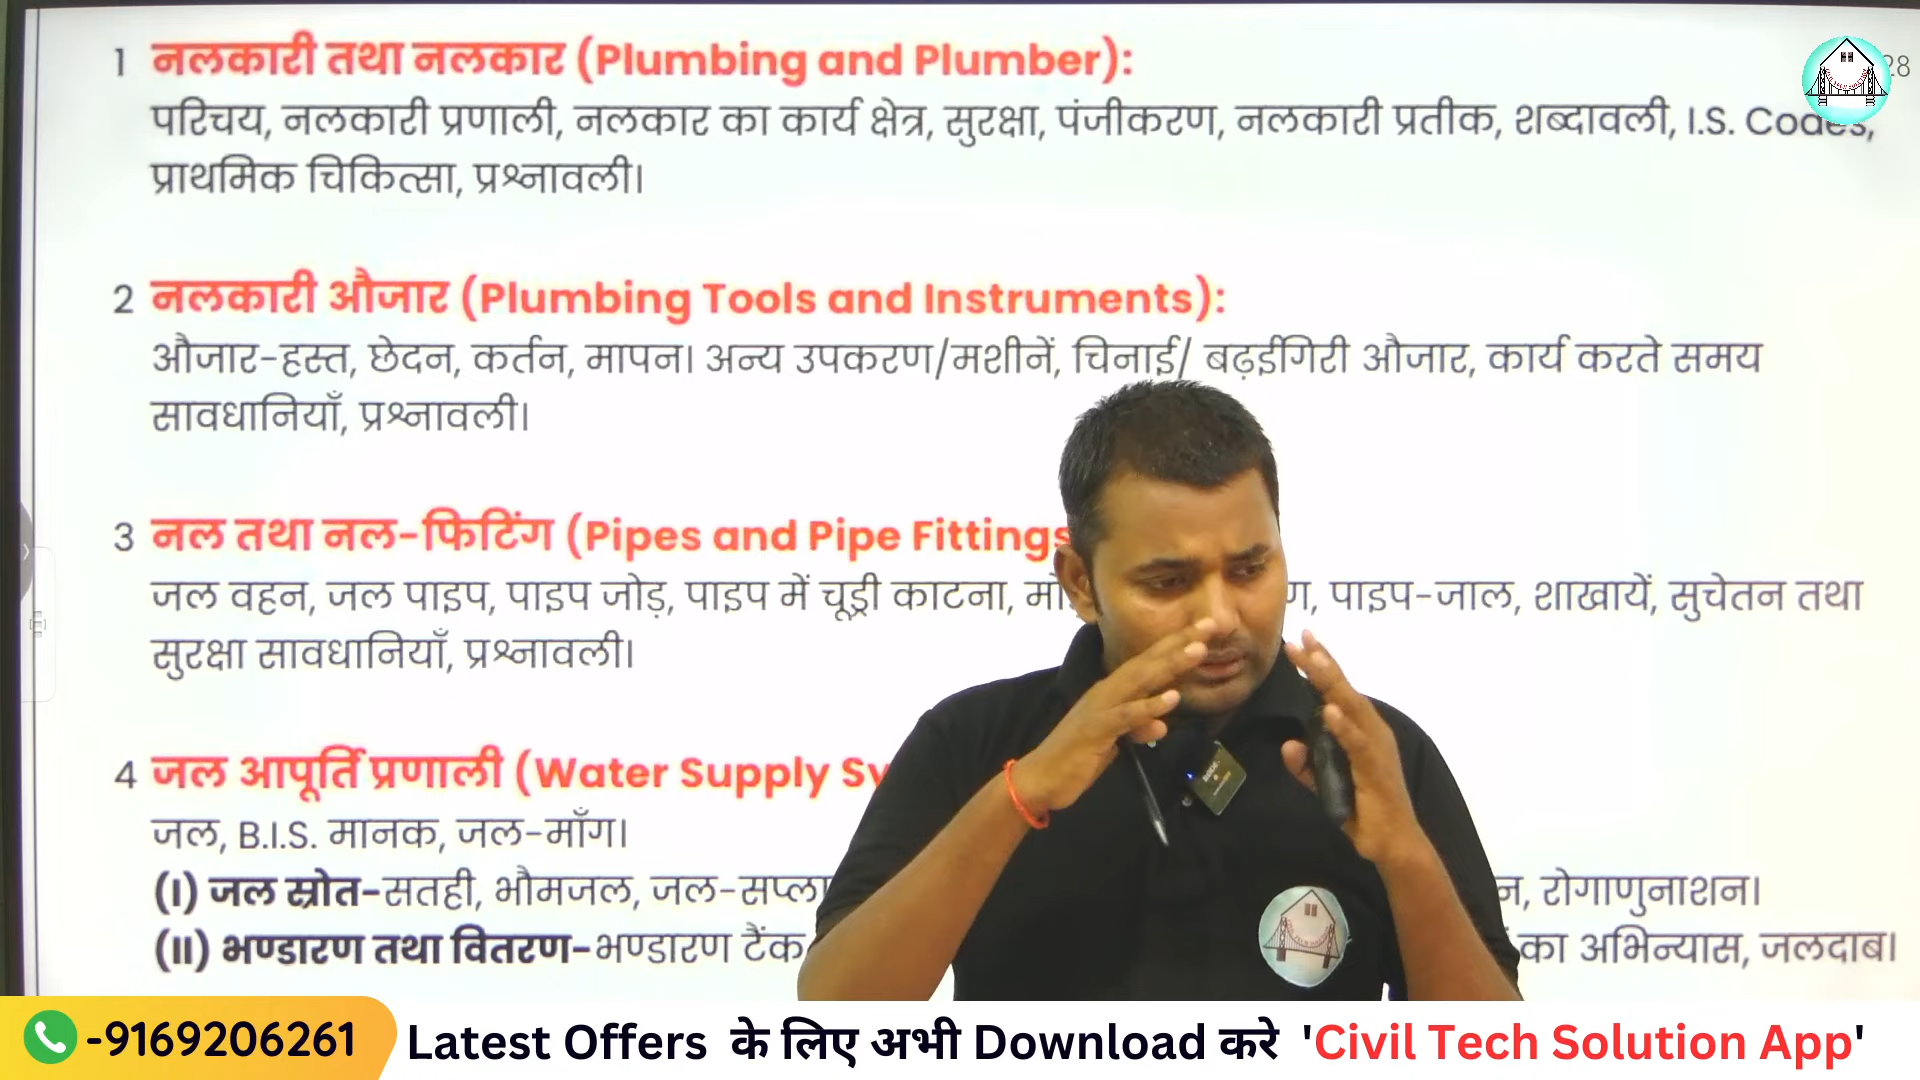 28
1 नलकारी तथा नलकार (Plumbing and Plumber):
परिचय, नलकारी प्रणाली, नलकार का कार्य क्षेत्र, सुरक्षा, पंजीकरण, नलकारी प्रतीक, शब्दावली, I.S. Codes,
प्राथमिक चिकित्सा, प्रश्नावली।
2 नलकारी औजार (Plumbing Tools and Instruments):
औजार-हस्त, छेदन, कर्तन, मापन। अन्य उपकरण/मशीनें, चिनाई/ बढ़ईगिरी औजार, कार्य करते समय
सावधानियाँ, प्रश्नावली।
3 नल तथा नल-फिटिंग (Pipes and Pipe Fittings
जल वहन, जल पाइप, पाइप जोड़, पाइप में चूड़ी काटना, पाइप-जाल, शाखायें, सुचेतन तथा
सुरक्षा सावधानियाँ, प्रश्नावली।
4 जल आपूर्ति प्रणाली (Water Supply
जल, B.I.S. मानक, जल-माँग।
(I) जल स्रोत-सतही, भौमजल, रोगाणुनाशन।
(II) भण्डारण तथा वितरण-भण्डारण टैंक का अभिन्यास, जलदाब।
-9169206261 Latest Offers के लिए अभी Download करे 'Civil Tech Solution App'